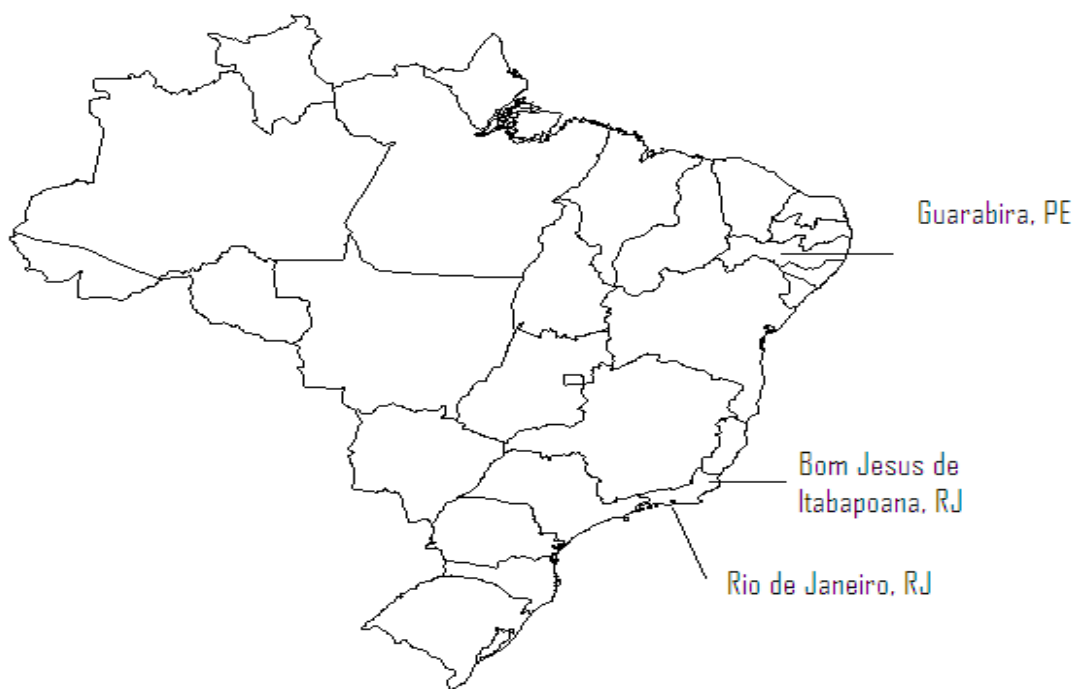 Guarabira, PE
Bom Jesus de
Itabapoana, RJ
Rio de Janeiro, RJ